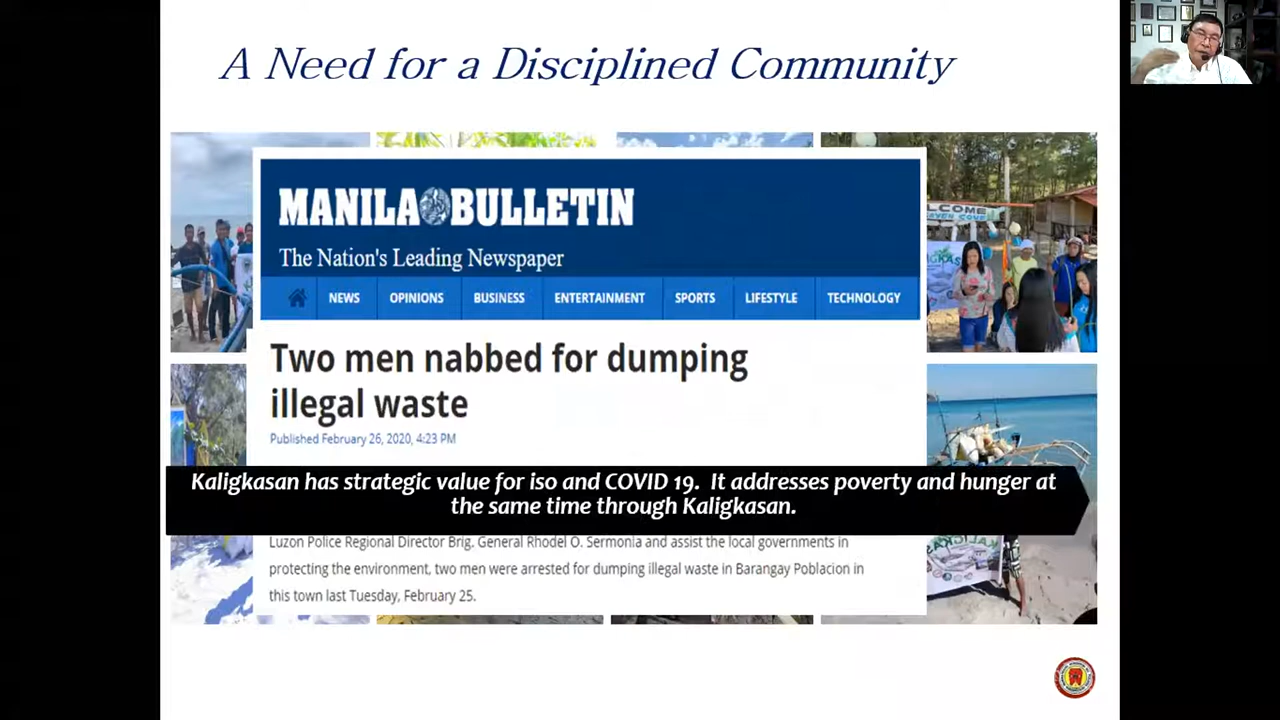 A Need for a Disciplined Community
MANILA BULLETIN
The Nation's Leading Newspaper
NEWS
OPINIONS
BUSINESS
ENTERTAINMENT
SPORTS
LIFESTYLE
TECHNOLOGY
Two men nabbed for dumping
illegal waste
Published February 26, 2020, 4:23 PM
Kaligkasan has strategic value for iso and COVID 19. It addresses poverty and hunger at
the same time through Kaligkasan.
Luzon Police Regional Director Brig. General Rhodel O. Sermonia and assist the local governments in
protecting the environment, two men were arrested for dumping illegal waste in Barangay Poblacion in
this town last Tuesday, February 25.